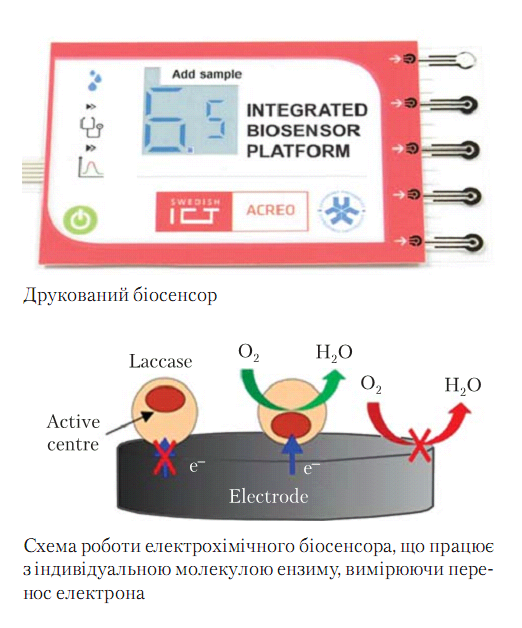 Add sample
6.5
INTEGRATED
BIOSENSOR
PLATFORM
SWEDISH
ICT
ACREO
Друкований біосенсор
Laccase
O₂
H₂O
O₂
H₂O
Active
centre
e⁻
e⁻
Electrode
Схема роботи електрохімічного біосенсора, що працює
з індивідуальною молекулою ензиму, вимірюючи пере-
нос електрона